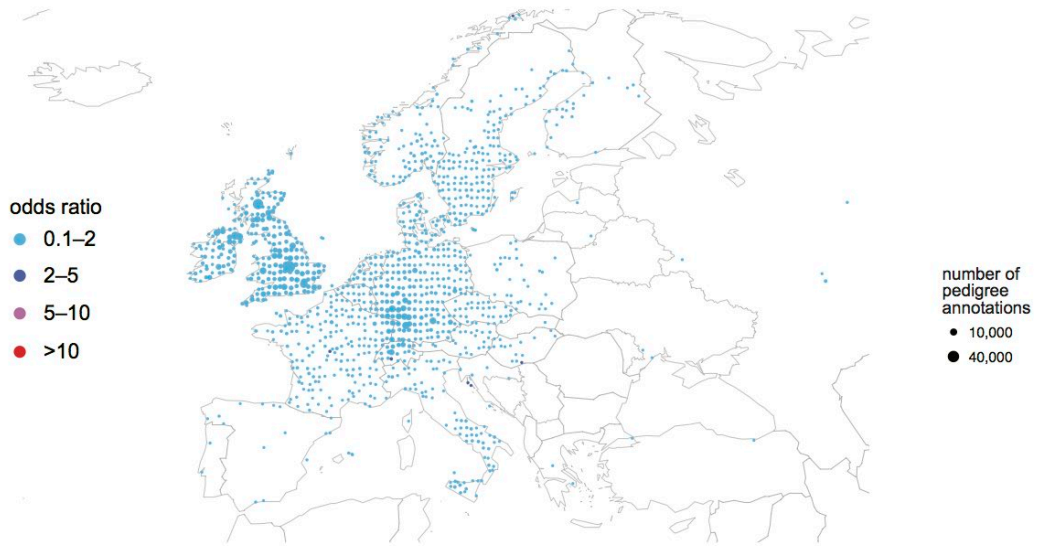 odds ratio
0.1–2
2–5
5–10
>10
number of
pedigree
annotations
10,000
40,000